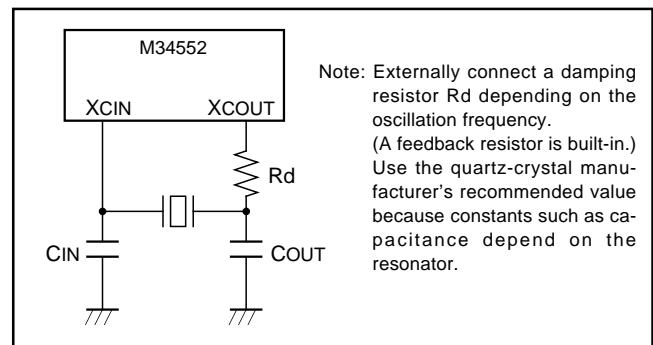 M34552
XCIN
XCOUT
Rd
CIN
COUT
Note: Externally connect a damping
resistor Rd depending on the
oscillation frequency.
(A feedback resistor is built-in.)
Use the quartz-crystal manu-
facturer's recommended value
because constants such as ca-
pacitance depend on the
resonator.